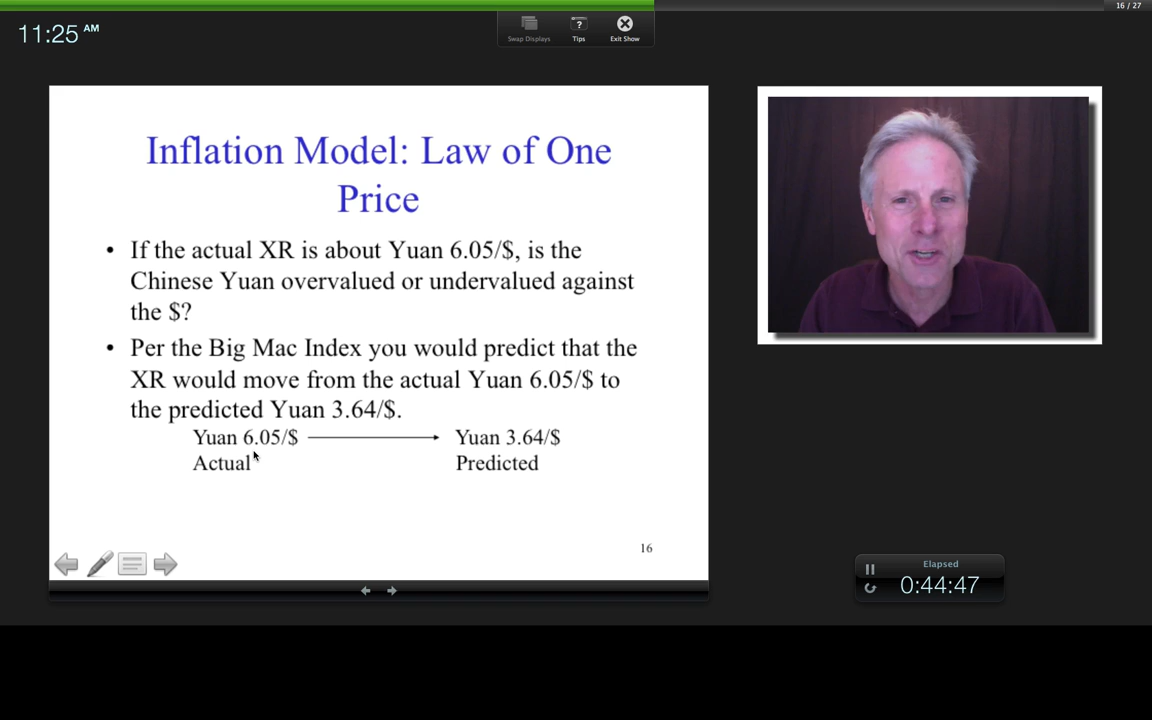 16 / 27
11:25 AM
Swap Displays
?
Tips
Exit Show
Inflation Model: Law of One
Price
• If the actual XR is about Yuan 6.05/$, is the
Chinese Yuan overvalued or undervalued against
the $?
• Per the Big Mac Index you would predict that the
XR would move from the actual Yuan 6.05/$ to
the predicted Yuan 3.64/$.
Yuan 6.05/$ Yuan 3.64/$
Actual Predicted
16
Elapsed
0:44:47